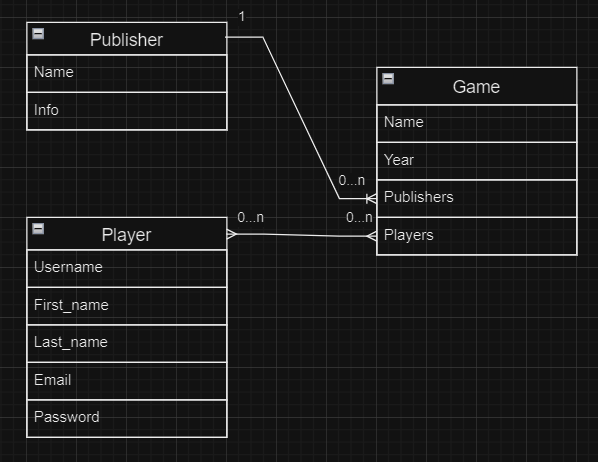 1
Publisher
Name
Info
Game
Name
Year
0...n
Publishers
0...n
0...n
Players
Player
Username
First_name
Last_name
Email
Password